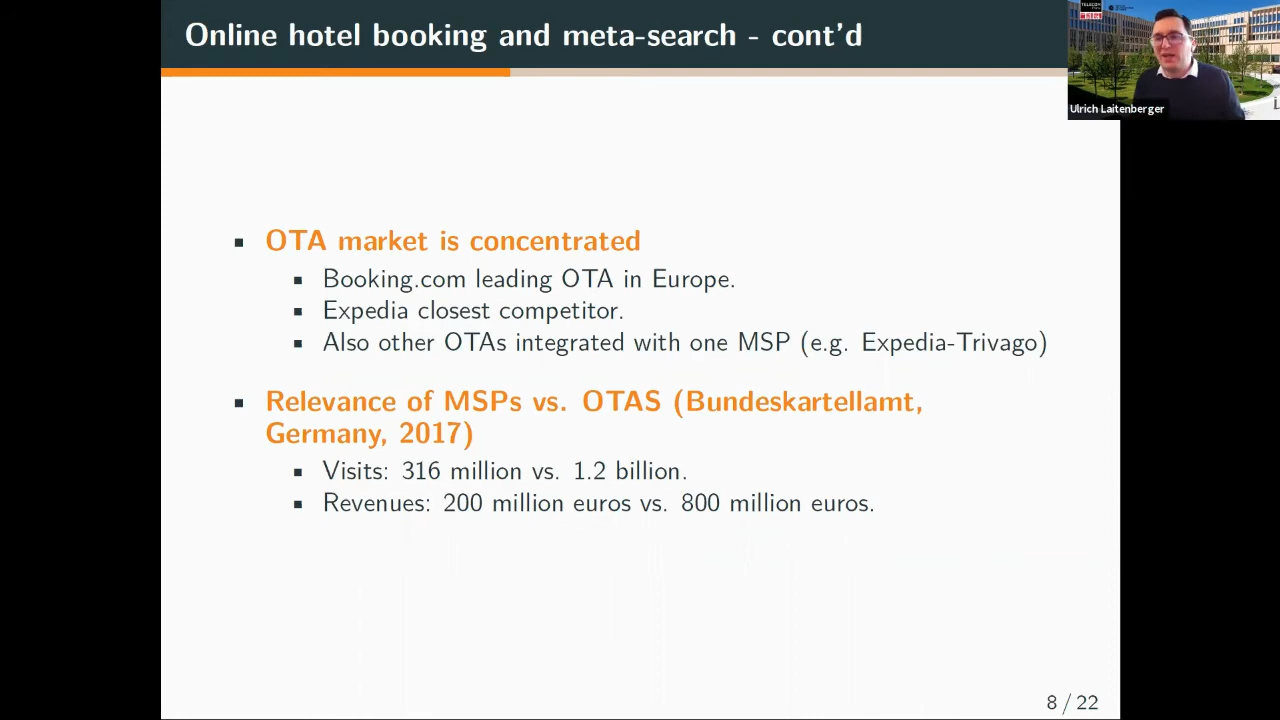 Online hotel booking and meta-search - cont'd
TELECOM
Ulrich Laitenberger
OTA market is concentrated
Booking.com leading OTA in Europe.
Expedia closest competitor.
Also other OTAs integrated with one MSP (e.g. Expedia-Trivago)
Relevance of MSPs vs. OTAS (Bundeskartellamt,
Germany, 2017)
Visits: 316 million vs. 1.2 billion.
Revenues: 200 million euros vs. 800 million euros.
8 / 22